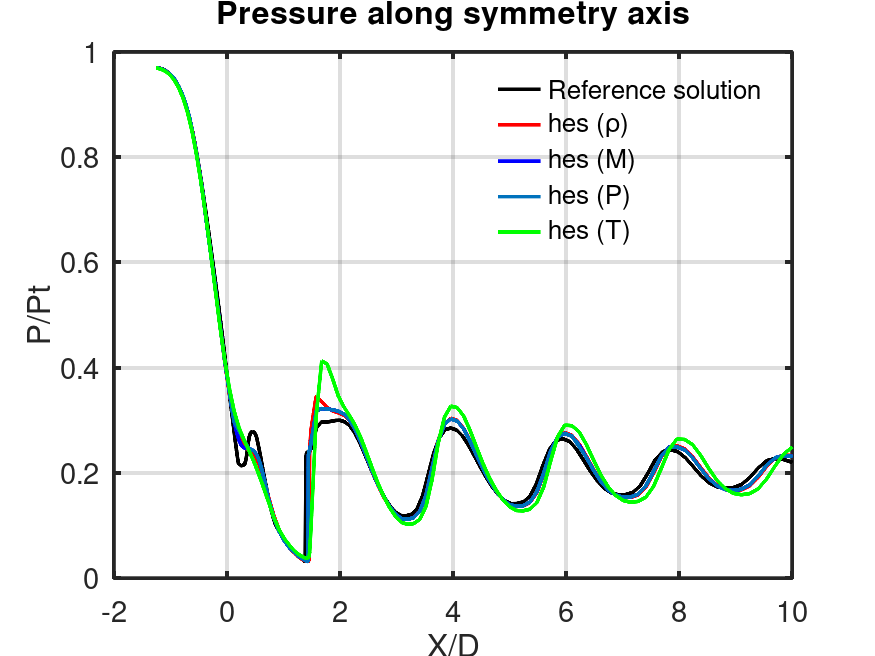 Pressure along symmetry axis
1
0.8
0.6
0.4
0.2
0
P/Pt
-2
0
2
4
6
8
10
X/D
Reference solution
hes (ρ)
hes (M)
hes (P)
hes (T)